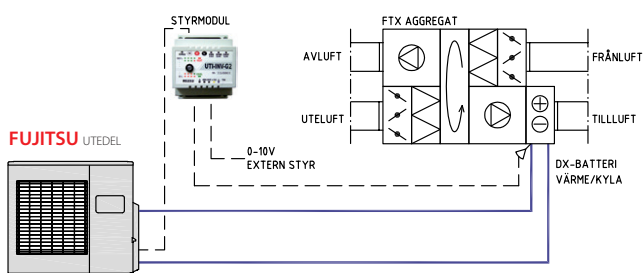 STYRMODUL
FTX AGGREGAT
UTI-INV-G2
AVLUFT
FRÅNLUFT
UTELUFT
TILLLUFT
FUJITSU UTEDEL
0-10V
EXTERN STYR
DX-BATTERI
VÄRME/KYLA